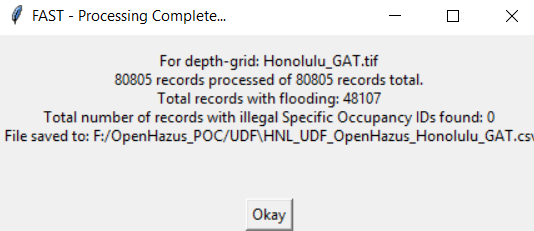 FAST - Processing Complete...
For depth-grid: Honolulu_GAT.tif
80805 records processed of 80805 records total.
Total records with flooding: 48107
Total number of records with illegal Specific Occupancy IDs found: 0
File saved to: F:/OpenHazus_POC/UDF\HNL_UDF_OpenHazus_Honolulu_GAT.csv
Okay